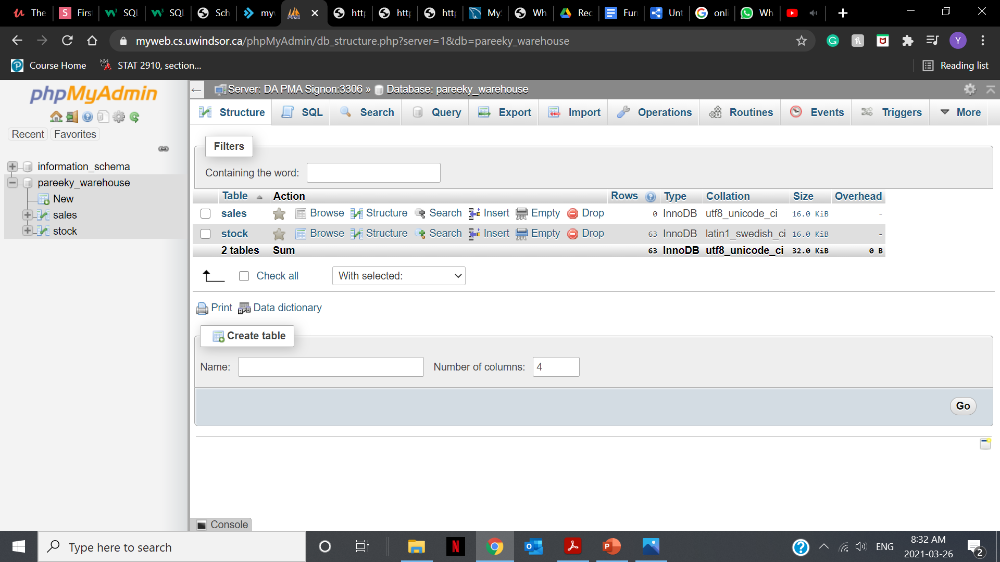 The
Firs
SQL
SQL
Sch
my
http
http
http
My
Wh
Rec
Fur
Unt
onli
Wh
myweb.cs.uwindsor.ca/phpMyAdmin/db_structure.php?server=1&db=pareeky_warehouse
Y
Course Home
STAT 2910, section...
Reading list
phpMyAdmin
Recent
Favorites
information_schema
pareeky_warehouse
New
sales
stock
Server: DA PMA Signon:3306 » Database: pareeky_warehouse
Structure SQL Search Query Export Import Operations Routines Events Triggers More
Filters
Containing the word:
Table Action Rows Type Collation Size Overhead
sales Browse Structure Search Insert Empty Drop 0 InnoDB utf8_unicode_ci 16.0 KiB -
stock Browse Structure Search Insert Empty Drop 63 InnoDB latin1_swedish_ci 16.0 KiB -
2 tables Sum 63 InnoDB utf8_unicode_ci 32.0 KiB 0 B
Check all With selected:
Print Data dictionary
Create table
Name: Number of columns: 4
Go
Console
Type here to search
ENG
8:32 AM
2021-03-26
2